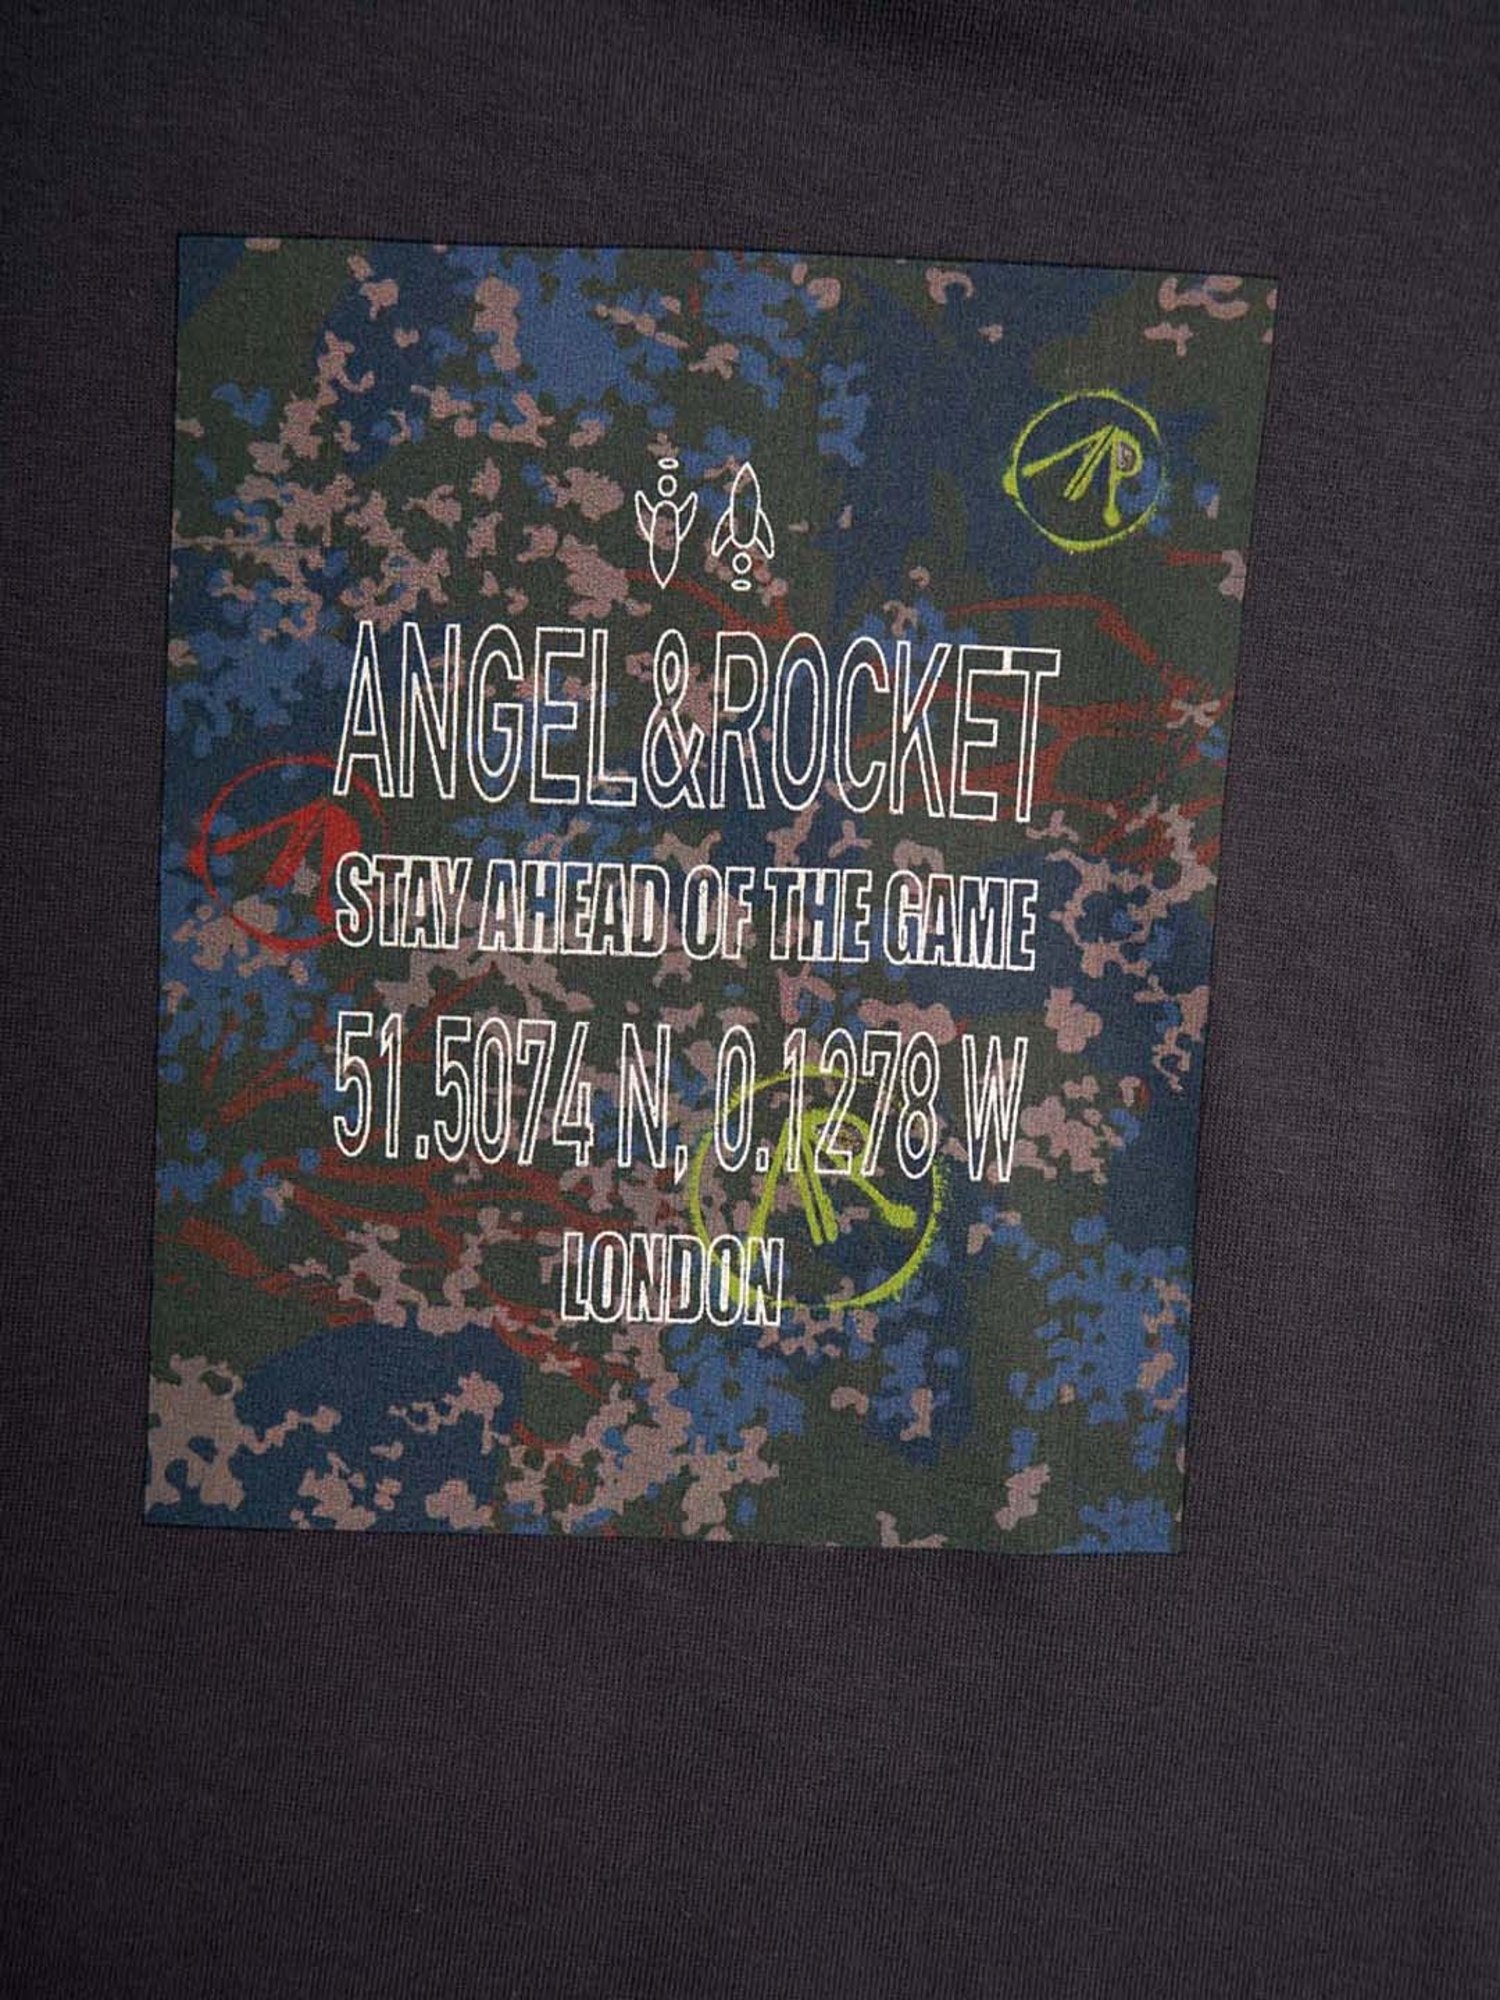 ANGEL&ROCKET
STAY AHEAD OF THE GAME
51.5074 N, 0.1278 W
LONDON